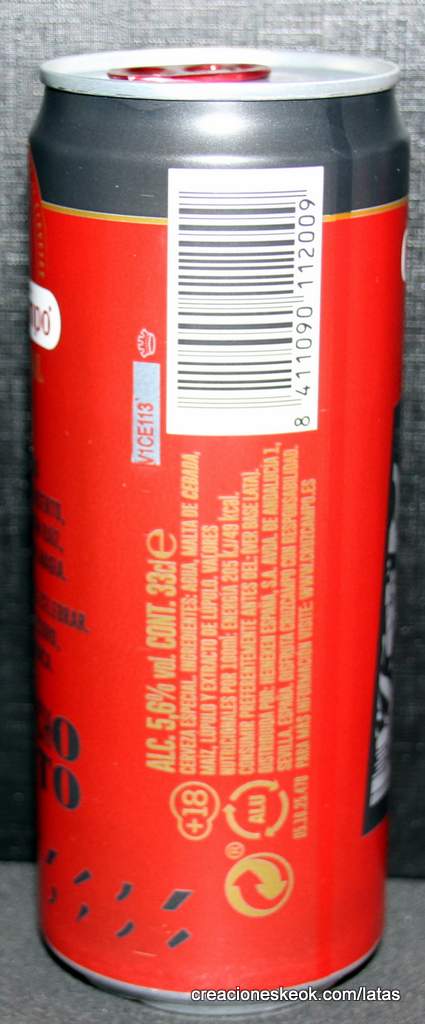 8 411090 112009
V1CE113
ALC. 5,6% vol. CONT. 33cl e
CERVEZA ESPECIAL. INGREDIENTES: AGUA, MALTA DE CEBADA,
MAÍZ, LÚPULO Y EXTRACTO DE LÚPULO. VALORES
NUTRICIONALES POR 100ml: ENERGÍA 205 kJ/49 kcal.
CONSUMIR PREFERENTEMENTE ANTES DEL: VER BASE LATA.
DISTRIBUIDA POR: HEINEKEN ESPAÑA, S.A. AVDA. DE ANDALUCÍA 1,
SEVILLA, ESPAÑA. DISFRUTA CRUZCAMPO CON RESPONSABILIDAD.
PARA MÁS INFORMACIÓN VISITE: WWW.CRUZCAMPO.ES
+18
ALU
®
CELEBRAR.
creacioneskeok.com/latas